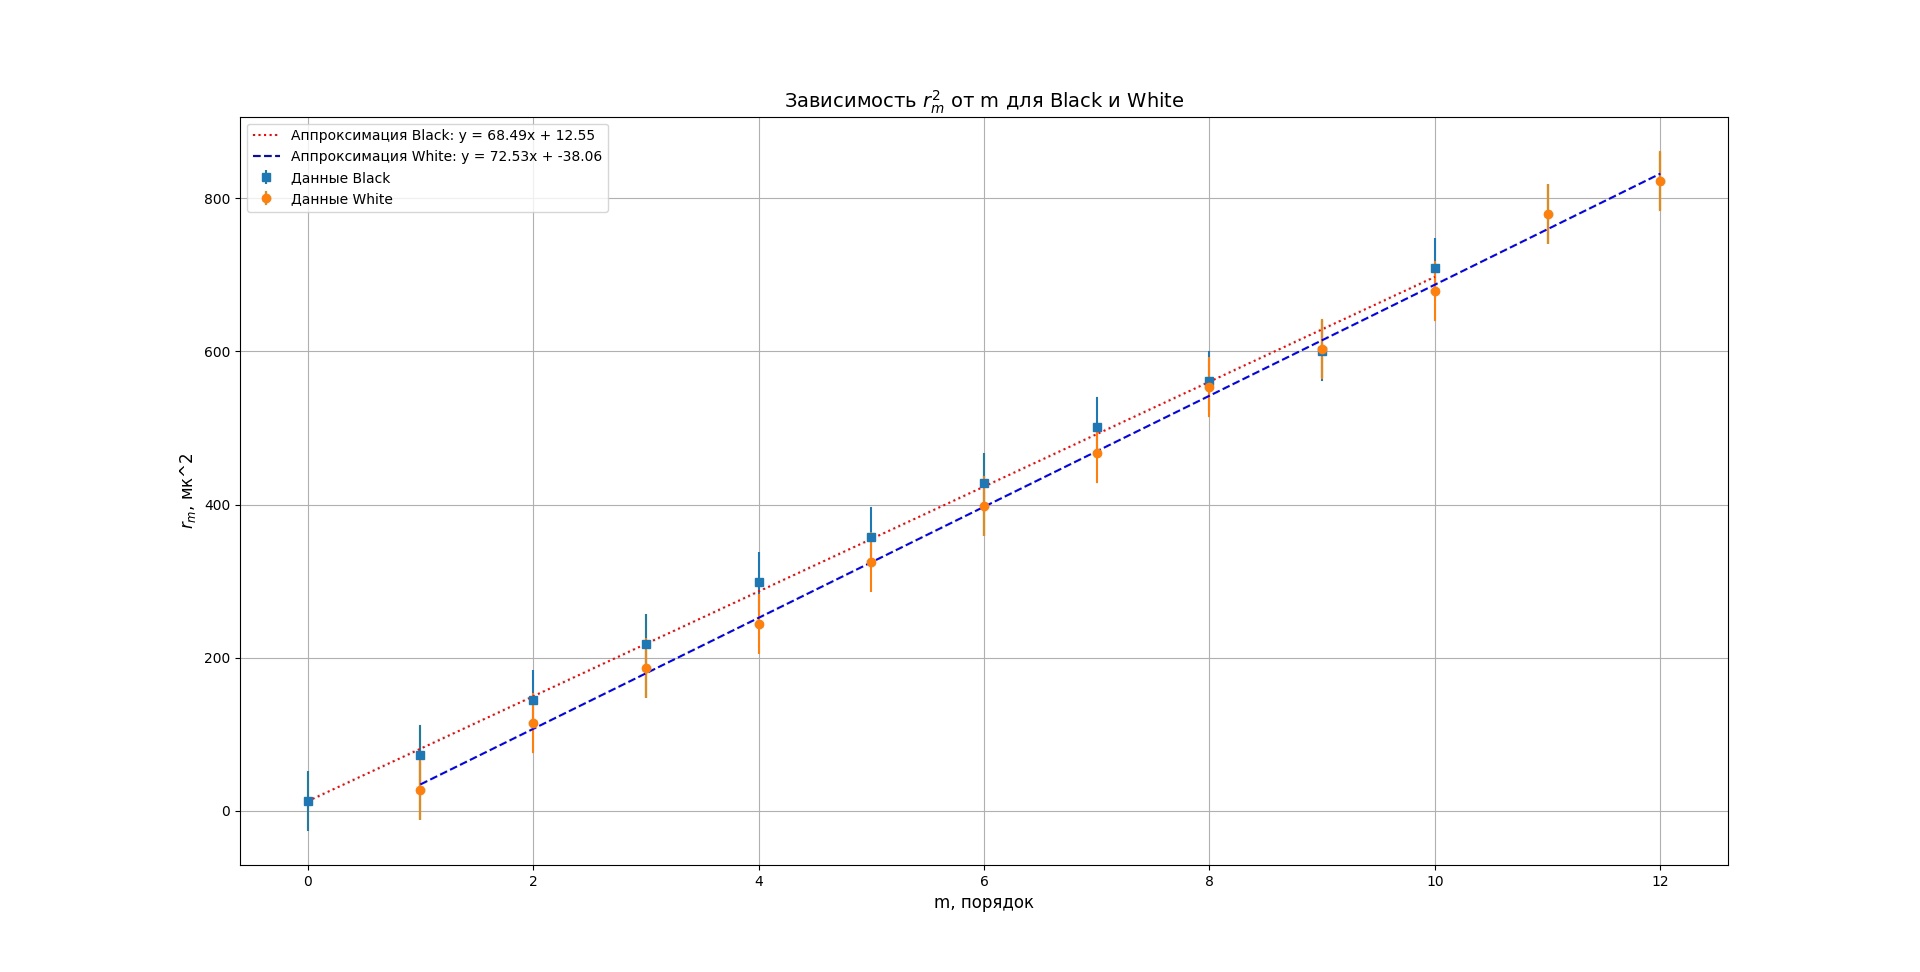 Зависимость $r_m^2$ от m для Black и White
Аппроксимация Black: y = 68.49x + 12.55
Аппроксимация White: y = 72.53x + -38.06
Данные Black
Данные White
800
600
400
200
0
$r_m$, мк^2
0 2 4 6 8 10 12
m, порядок